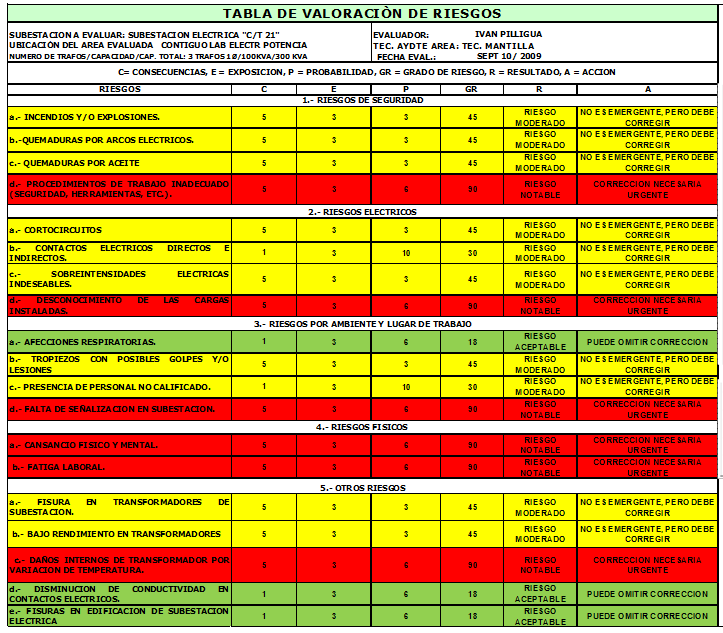 TABLA DE VALORACIÒN DE RIESGOS
SUBESTACION A EVALUAR: SUBESTACION ELECTRICA "C/T 21"
UBICACIÒN DEL AREA EVALUADA CONTIGUO LAB ELECTR POTENCIA
NUMERO DE TRAFOS/CAPACIDAD/CAP. TOTAL: 3 TRAFOS 1Ø/100KVA/300 KVA
EVALUADOR: IVAN PILLIGUA
TEC. AYDTE AREA: TEC. MANTILLA
FECHA EVAL.: SEPT 10/ 2009
C= CONSECUENCIAS, E = EXPOSICION, P = PROBABILIDAD, GR = GRADO DE RIESGO, R = RESULTADO, A = ACCION
RIESGOS C E P GR R A
1.- RIESGOS DE SEGURIDAD
a.- INCENDIOS Y/O EXPLOSIONES. 5 3 3 45 RIESGO MODERADO NO ES EMERGENTE, PERO DEBE CORREGIR
b.-QUEMADURAS POR ARCOS ELECTRICOS. 5 3 3 45 RIESGO MODERADO NO ES EMERGENTE, PERO DEBE CORREGIR
c.- QUEMADURAS POR ACEITE 5 3 3 45 RIESGO MODERADO NO ES EMERGENTE, PERO DEBE CORREGIR
d.- PROCEDIMIENTOS DE TRABAJO INADECUADO (SEGURIDAD, HERRAMIENTAS, ETC.). 5 3 6 90 RIESGO NOTABLE CORRECCION NECESARIA URGENTE
2.- RIESGOS ELECTRICOS
a.- CORTOCIRCUITOS 5 3 3 45 RIESGO MODERADO NO ES EMERGENTE, PERO DEBE CORREGIR
b.- CONTACTOS ELECTRICOS DIRECTOS E INDIRECTOS. 1 3 10 30 RIESGO MODERADO NO ES EMERGENTE, PERO DEBE CORREGIR
c.- SOBREINTENSIDADES ELECTRICAS INDESEABLES. 5 3 3 45 RIESGO MODERADO NO ES EMERGENTE, PERO DEBE CORREGIR
d.- DESCONOCIMIENTO DE LAS CARGAS INSTALADAS. 5 3 6 90 RIESGO NOTABLE CORRECCION NECESARIA URGENTE
3.- RIESGOS POR AMBIENTE Y LUGAR DE TRABAJO
a.- AFECCIONES RESPIRATORIAS. 1 3 6 18 RIESGO ACEPTABLE PUEDE OMITIR CORRECCION
b.- TROPIEZOS CON POSIBLES GOLPES Y/O LESIONES 5 3 3 45 RIESGO MODERADO NO ES EMERGENTE, PERO DEBE CORREGIR
c.- PRESENCIA DE PERSONAL NO CALIFICADO. 1 3 10 30 RIESGO MODERADO NO ES EMERGENTE, PERO DEBE CORREGIR
d.- FALTA DE SEÑALIZACION EN SUBESTACION. 5 3 6 90 RIESGO NOTABLE CORRECCION NECESARIA URGENTE
4.- RIESGOS FISICOS
a.- CANSANCIO FISICO Y MENTAL. 5 3 6 90 RIESGO NOTABLE CORRECCION NECESARIA URGENTE
b.- FATIGA LABORAL. 5 3 6 90 RIESGO NOTABLE CORRECCION NECESARIA URGENTE
5.- OTROS RIESGOS
a.- FISURA EN TRANSFORMADORES DE SUBESTACION. 5 3 3 45 RIESGO MODERADO NO ES EMERGENTE, PERO DEBE CORREGIR
b.- BAJO RENDIMIENTO EN TRANSFORMADORES 5 3 3 45 RIESGO MODERADO NO ES EMERGENTE, PERO DEBE CORREGIR
c.- DAÑOS INTERNOS DE TRANSFORMADOR POR VARIACION DE TEMPERATURA. 5 3 6 90 RIESGO NOTABLE CORRECCION NECESARIA URGENTE
d.- DISMINUCION DE CONDUCTIVIDAD EN CONTACTOS ELECTRICOS. 1 3 6 18 RIESGO ACEPTABLE PUEDE OMITIR CORRECCION
e.- FISURAS EN EDIFICACION DE SUBESTACION ELECTRICA 1 3 6 18 RIESGO ACEPTABLE PUEDE OMITIR CORRECCION